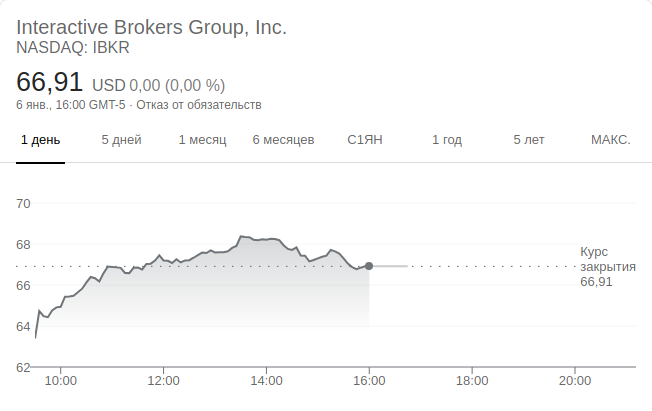 Interactive Brokers Group, Inc.
NASDAQ: IBKR
66,91 USD 0,00 (0,00 %)
6 янв., 16:00 GMT-5 · Отказ от обязательств
1 день 5 дней 1 месяц 6 месяцев С1ЯН 1 год 5 лет МАКС.
70
68
66
64
62
Курс
закрытия
66,91
10:00 12:00 14:00 16:00 18:00 20:00